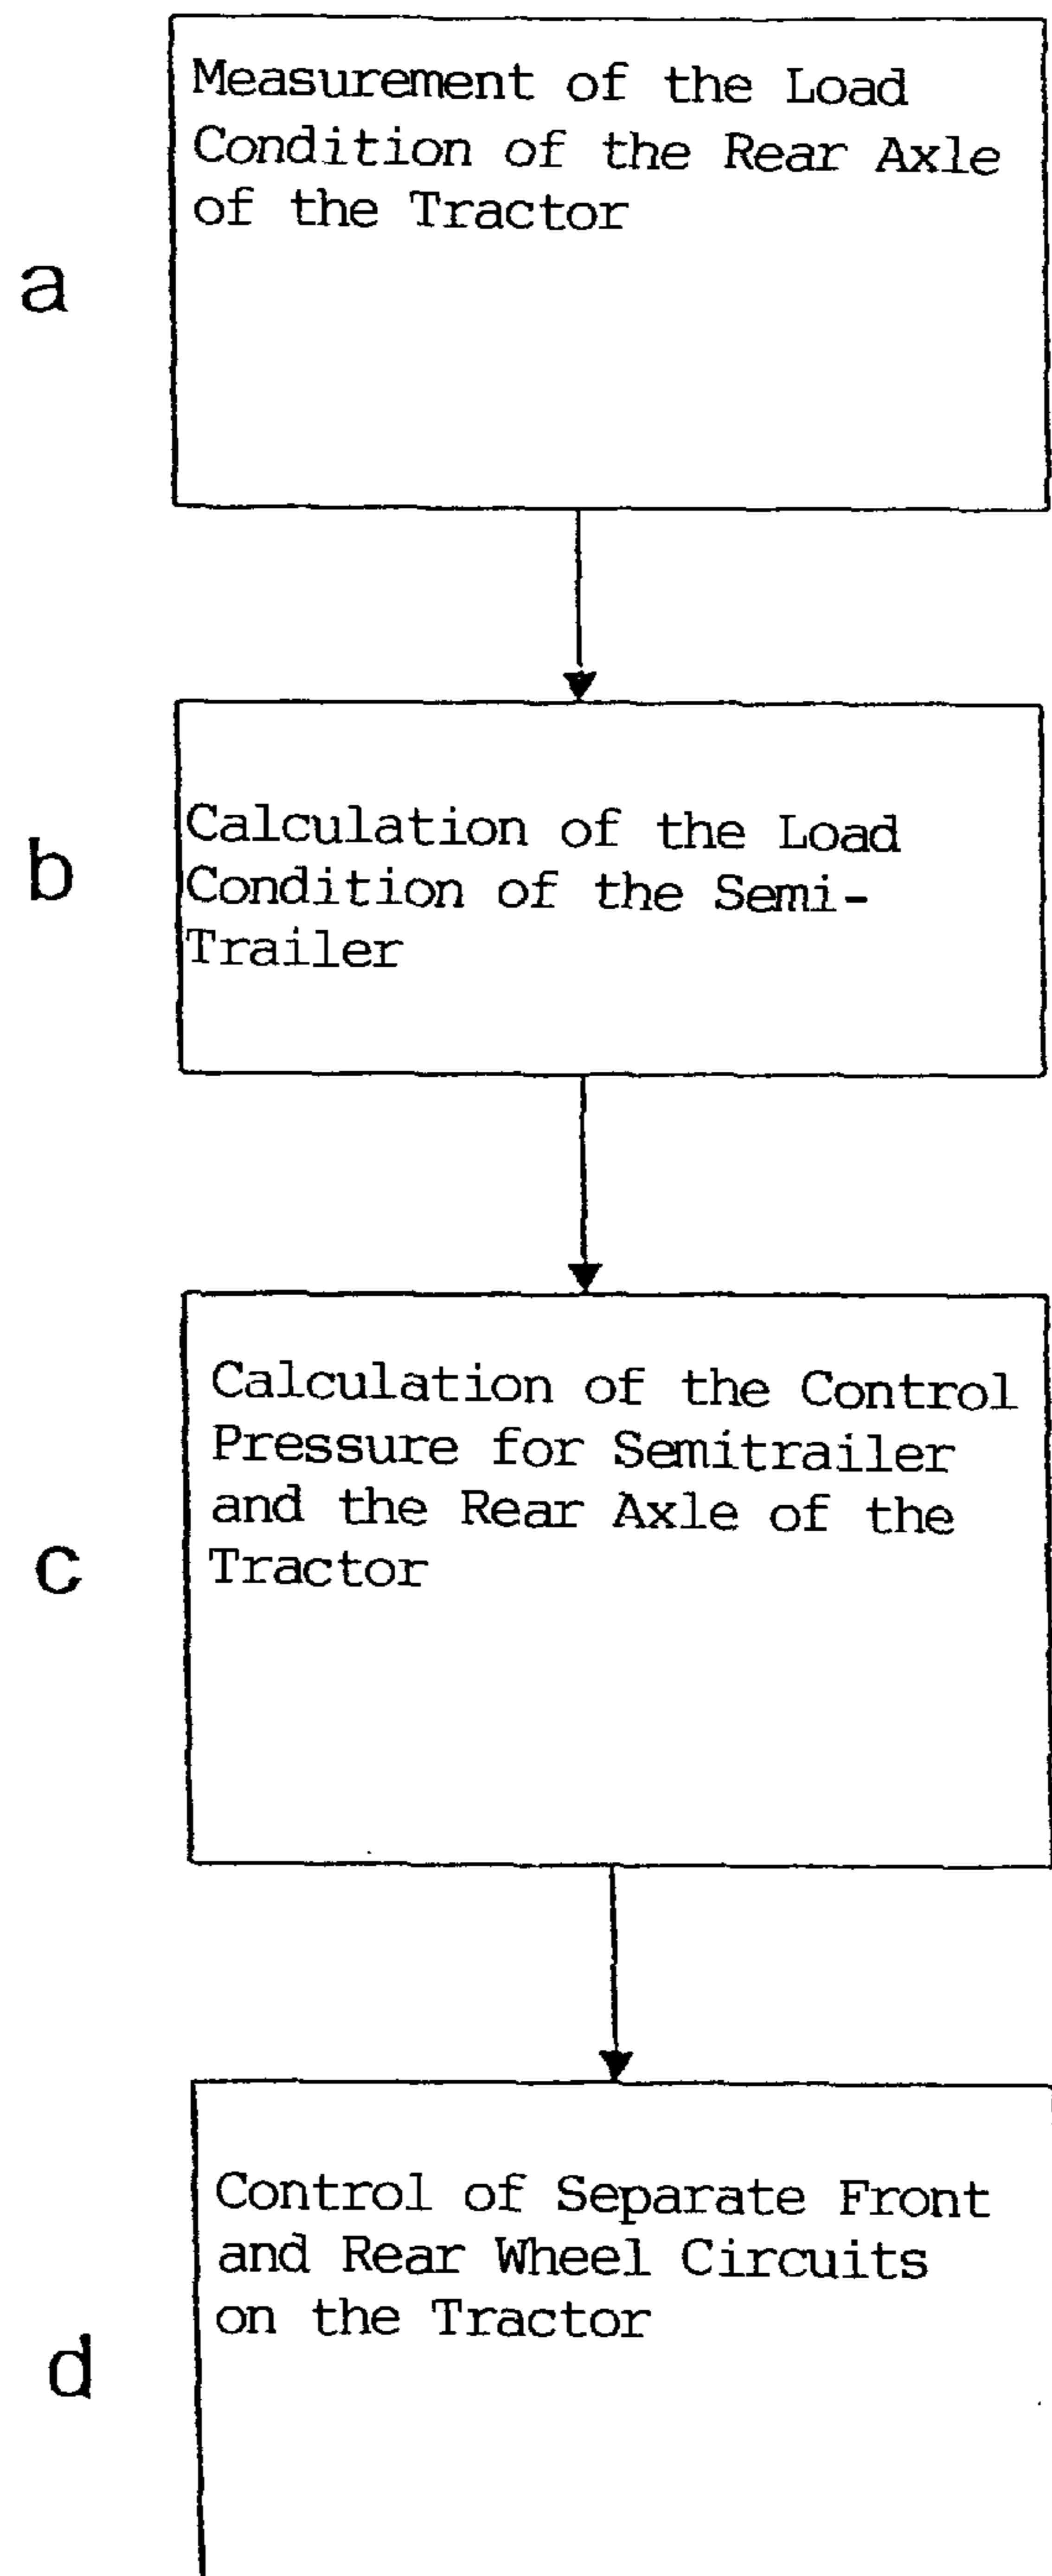 Measurement of the Load
Condition of the Rear Axle
of the Tractor
a
Calculation of the Load
Condition of the Semi-
Trailer
b
Calculation of the Control
Pressure for Semitrailer
and the Rear Axle of the
Tractor
c
Control of Separate Front
and Rear Wheel Circuits
on the Tractor
d